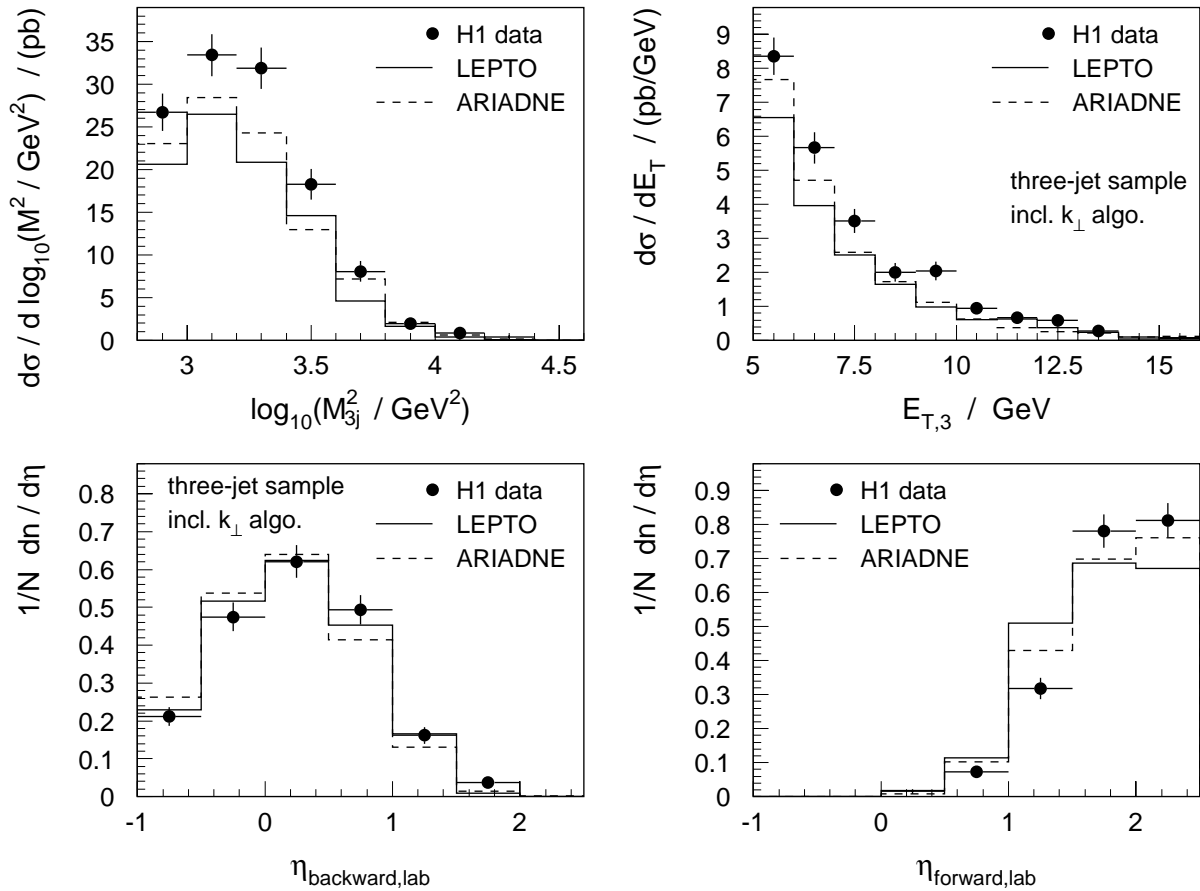 dσ / d log₁₀(M² / GeV²) / (pb)
35
30
25
20
15
10
5
0
H1 data
LEPTO
ARIADNE
3 3.5 4 4.5
log₁₀(M²₃ⱼ / GeV²)
dσ / dE_T / (pb/GeV)
9
8
7
6
5
4
3
2
1
0
H1 data
LEPTO
ARIADNE
three-jet sample
incl. k⊥ algo.
5 7.5 10 12.5 15
E_T,3 / GeV
1/N dn / dη
0.8
0.7
0.6
0.5
0.4
0.3
0.2
0.1
0
three-jet sample
incl. k⊥ algo.
H1 data
LEPTO
ARIADNE
-1 0 1 2
η_backward,lab
1/N dn / dη
0.9
0.8
0.7
0.6
0.5
0.4
0.3
0.2
0.1
0
H1 data
LEPTO
ARIADNE
-1 0 1 2
η_forward,lab